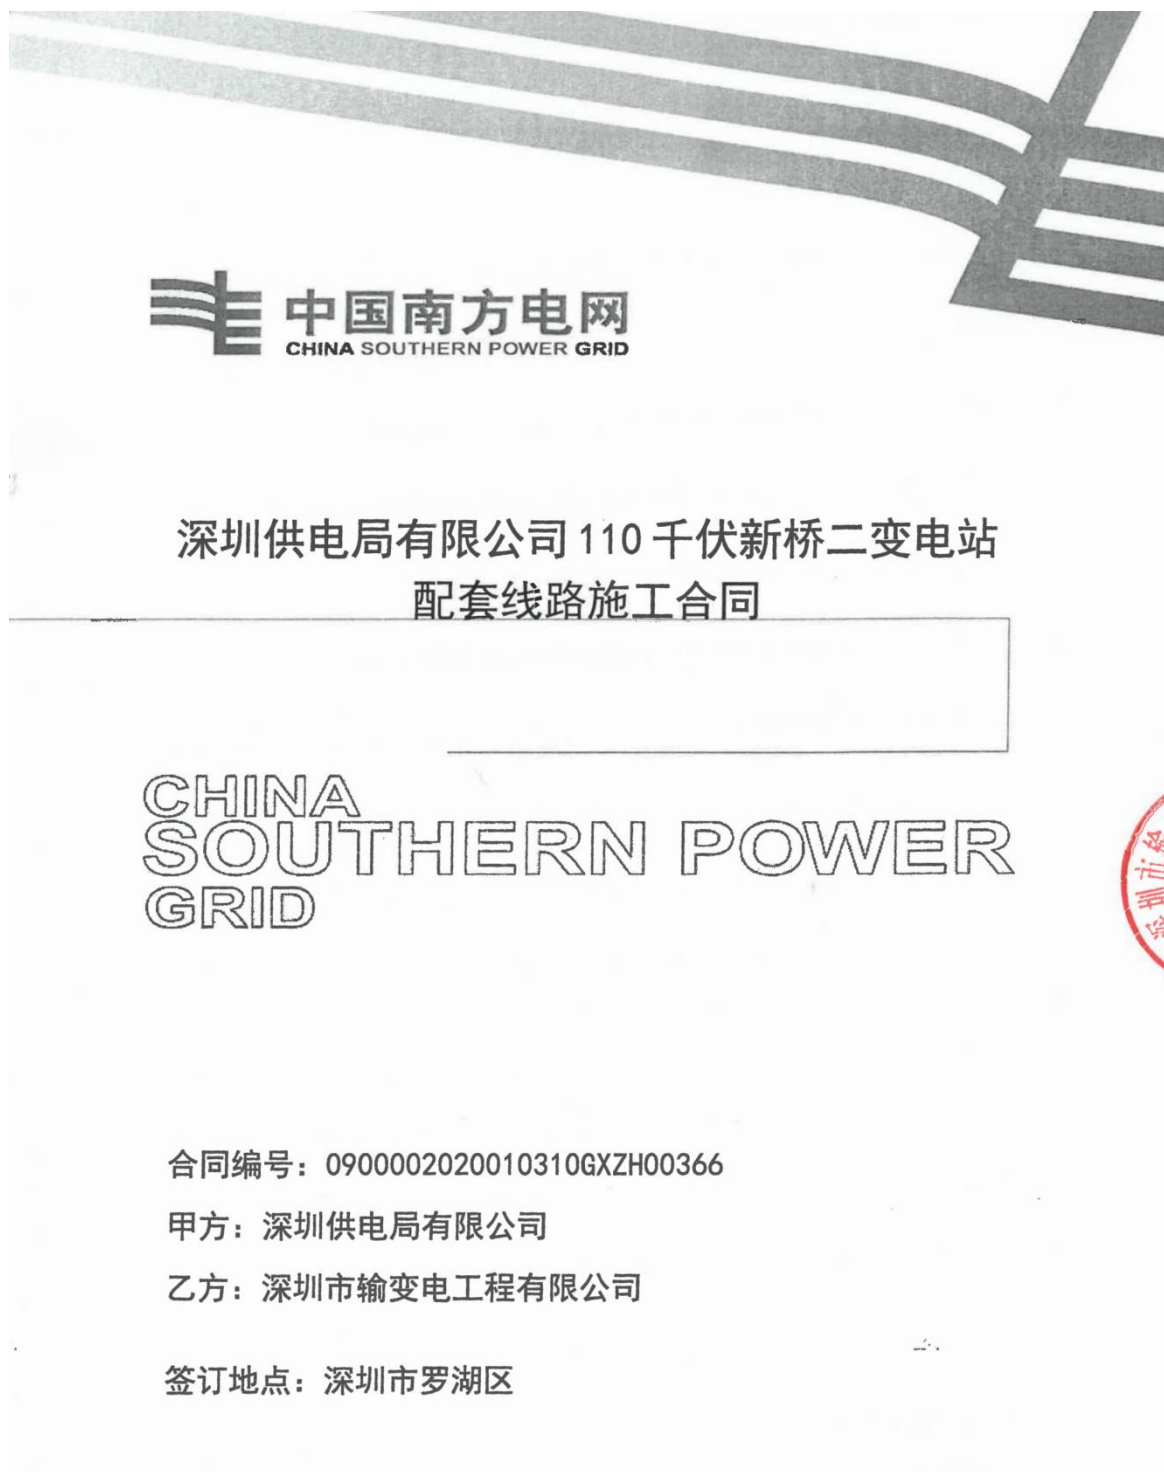 中国南方电网
CHINA SOUTHERN POWER GRID
深圳供电局有限公司110千伏新桥二变电站
配套线路施工合同
CHINA
SOUTHERN POWER
GRID
合同编号：0900002020010310GXZH00366
甲方：深圳供电局有限公司
乙方：深圳市输变电工程有限公司
签订地点：深圳市罗湖区